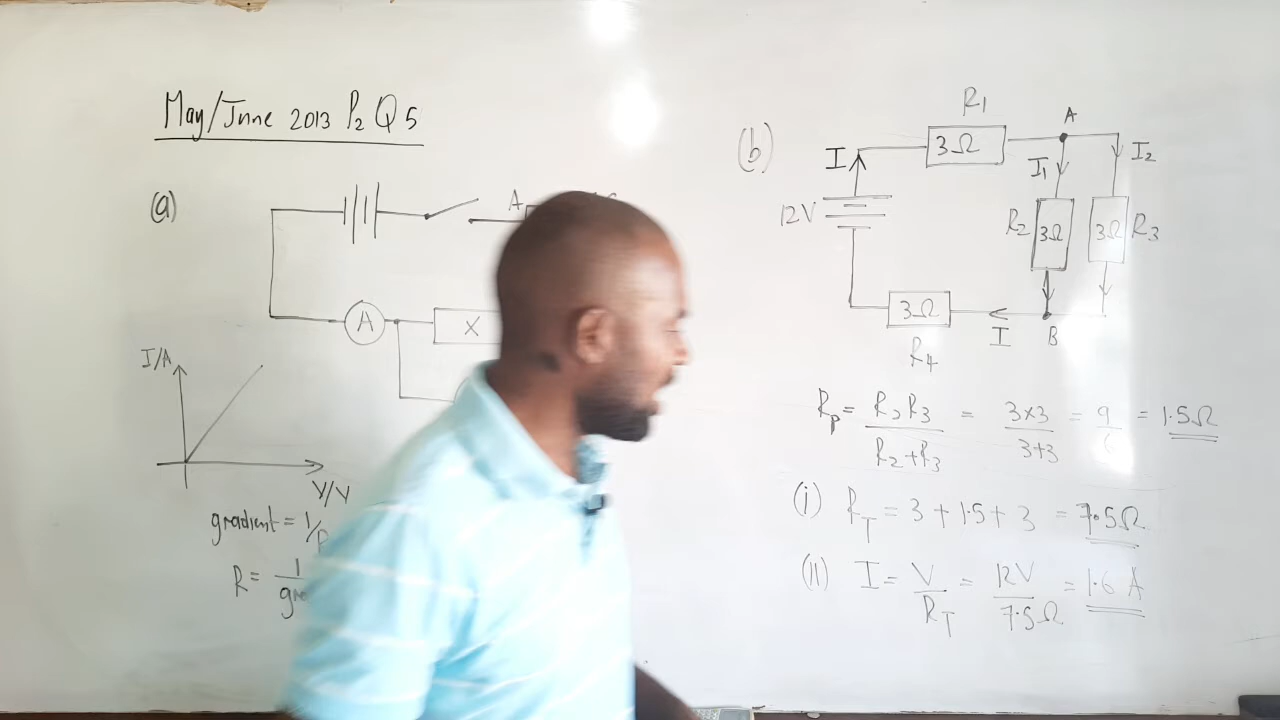 May/June 2013 P2 Q5
(a)
A
A
X
I/A
V/V
gradient = 1/R
R = 1
(b)
R1
3Ω
A
I
I1
I2
12V
R2
3Ω
3Ω
R3
3Ω
I
B
R4
Rp = R2R3/R2+R3 = 3×3/3+3 = 9/6 = 1.5Ω
(i) RT = 3 + 1.5 + 3 = 7.5Ω
(ii) I = V/RT = 12V/7.5Ω = 1.6 A